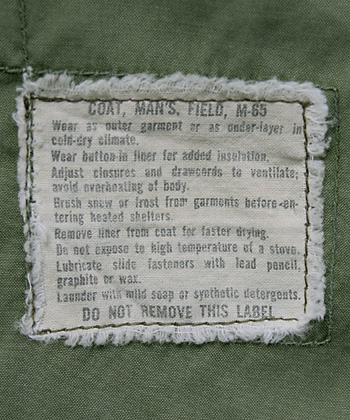 COAT, MAN'S, FIELD, M-65
Wear as outer garment or as under-layer in
cold-dry climate.
Wear button in liner for added insulation.
Adjust closures and drawcords to ventilate;
avoid overheating of body.
Brush snow or frost from garments before en-
tering heated shelters.
Remove liner from coat for faster drying.
Do not expose to high temperature of a stove.
Lubricate slide fasteners with lead pencil,
graphite or wax.
Launder with mild soap or synthetic detergents.
DO NOT REMOVE THIS LABEL